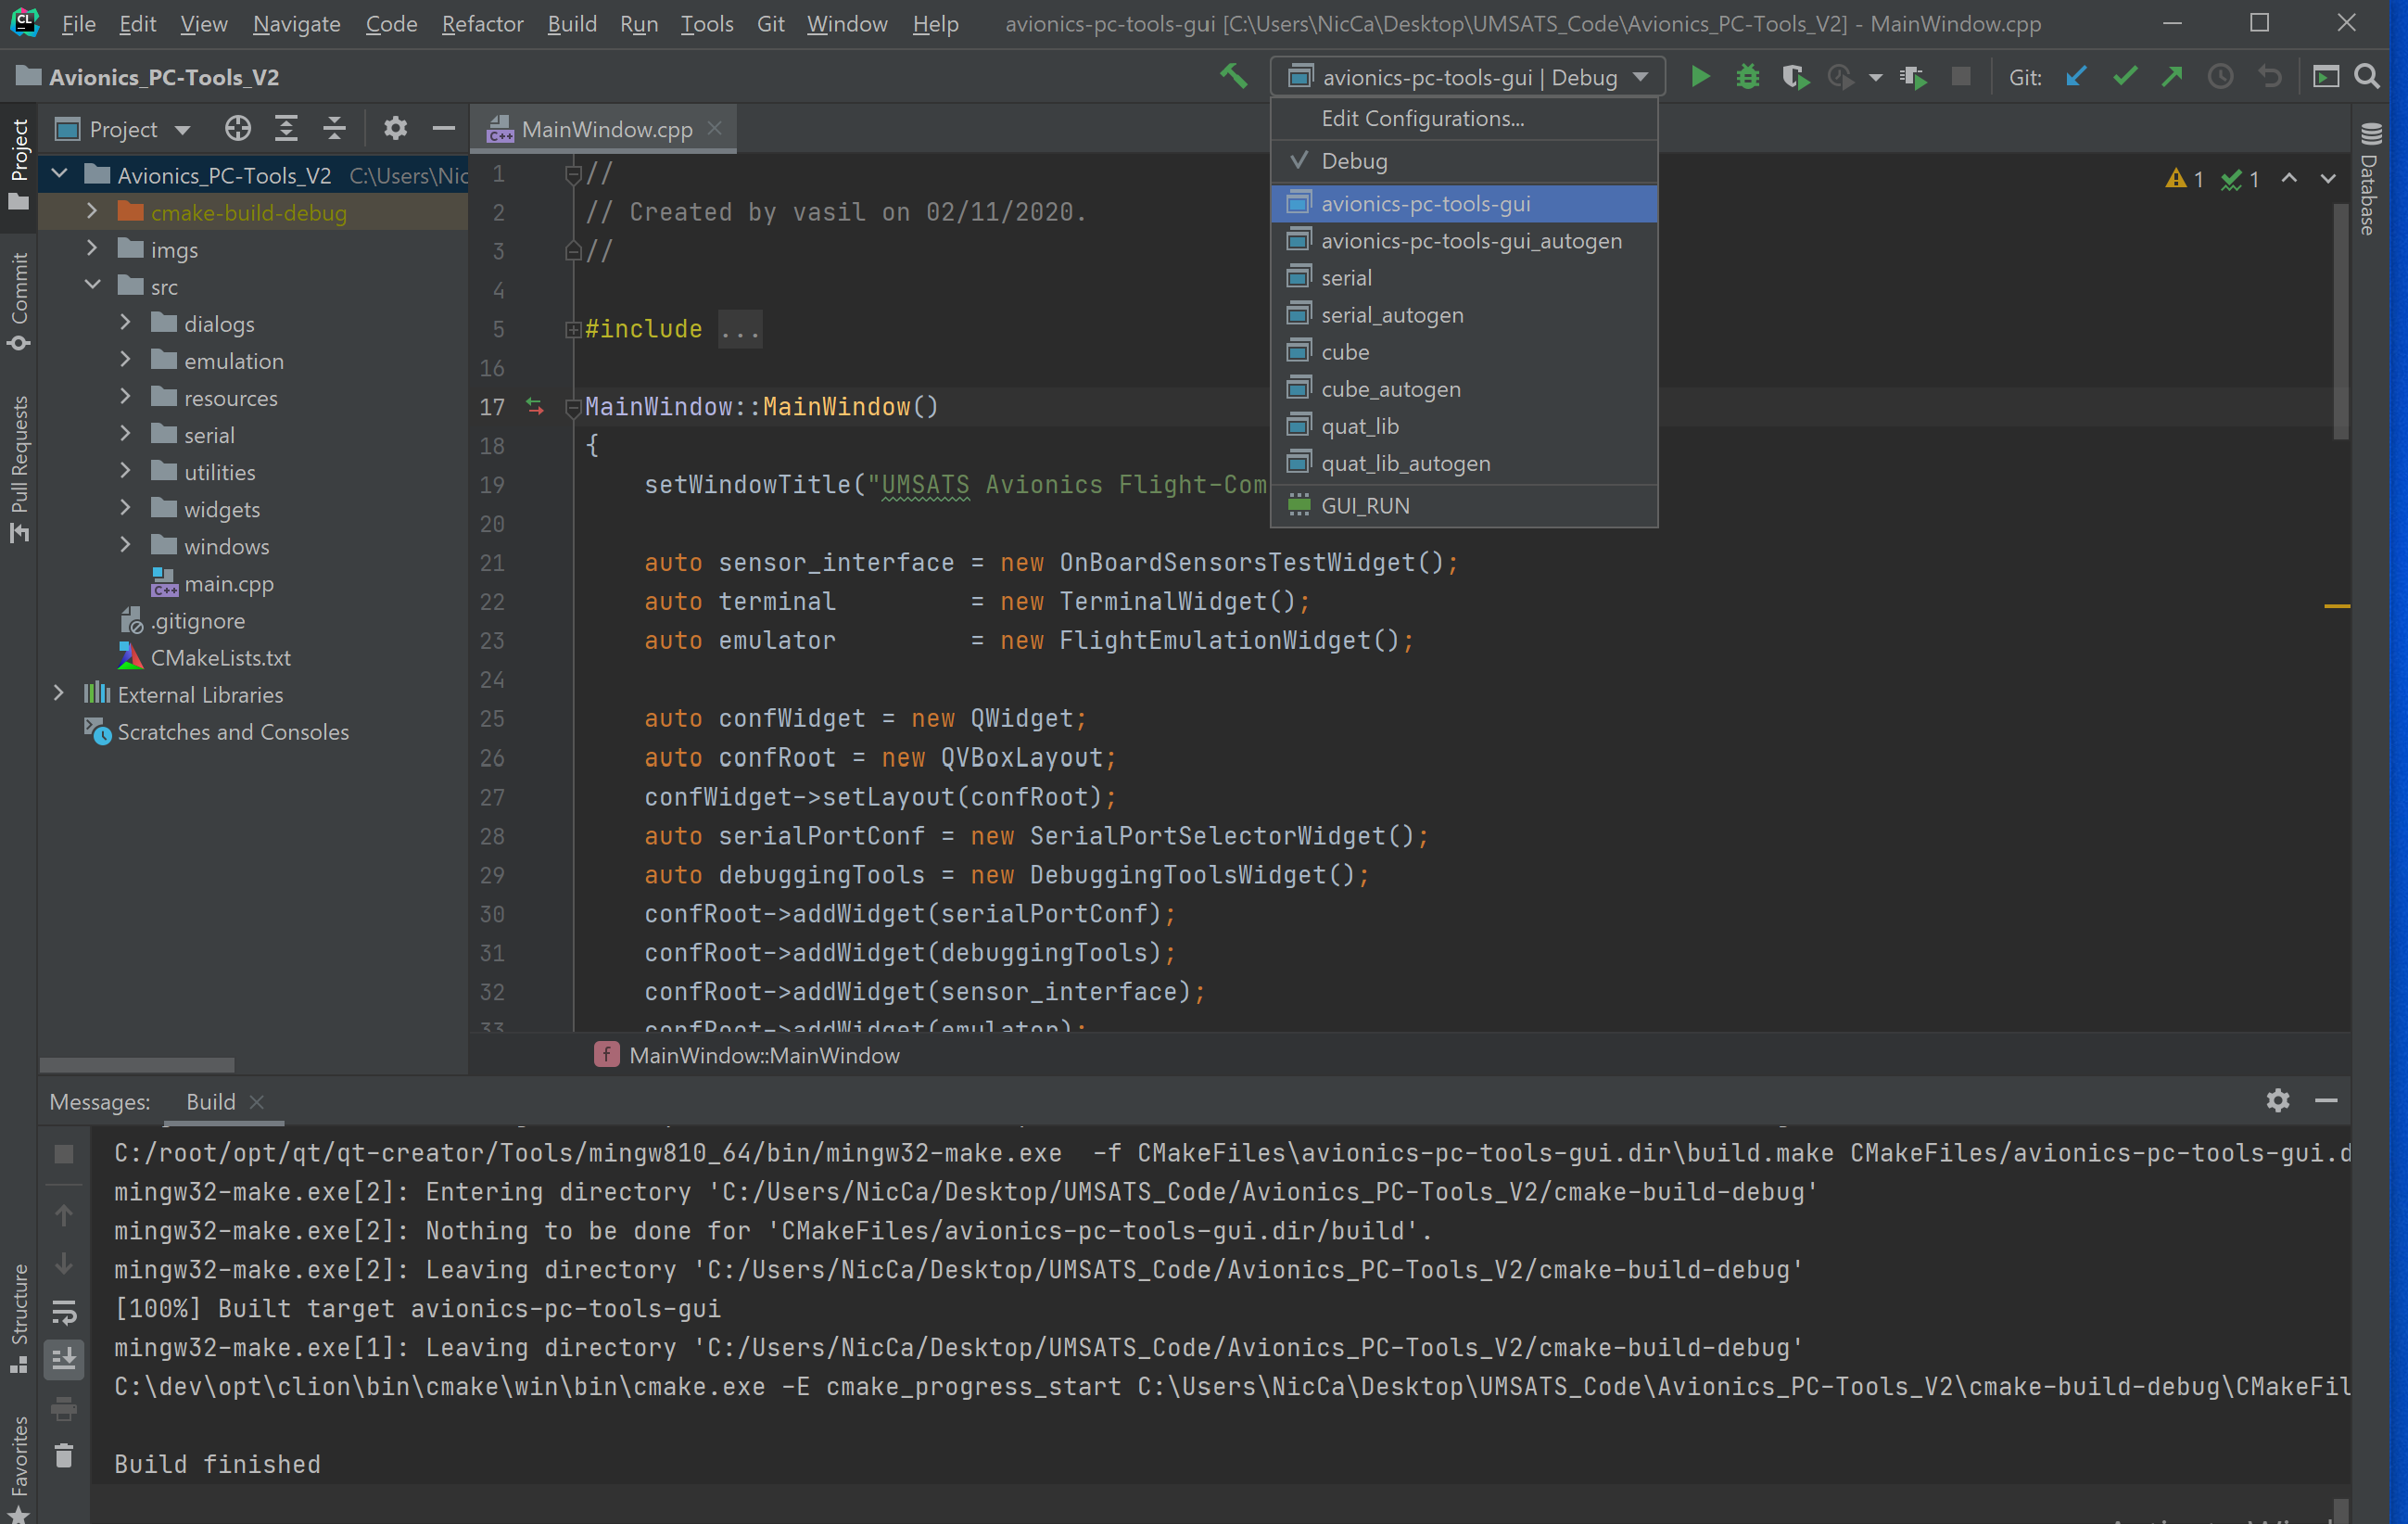 CL File Edit View Navigate Code Refactor Build Run Tools Git Window Help avionics-pc-tools-gui [C:\Users\NicCa\Desktop\UMSATS_Code\Avionics_PC-Tools_V2] - MainWindow.cpp
Avionics_PC-Tools_V2
avionics-pc-tools-gui | Debug
Git:
Edit Configurations...
Debug
avionics-pc-tools-gui
avionics-pc-tools-gui_autogen
serial
serial_autogen
cube
cube_autogen
quat_lib
quat_lib_autogen
GUI_RUN
Project
Commit
Pull Requests
Structure
Favorites
Database
Project
Avionics_PC-Tools_V2 C:\Users\Nic
cmake-build-debug
imgs
src
dialogs
emulation
resources
serial
utilities
widgets
windows
C++ main.cpp
.gitignore
CMakeLists.txt
External Libraries
Scratches and Consoles
C++ MainWindow.cpp
1 1
1 //
2 // Created by vasil on 02/11/2020.
3 //
4
5 #include ...
16
17 MainWindow::MainWindow()
18 {
19 setWindowTitle("UMSATS Avionics Flight-Com
20
21 auto sensor_interface = new OnBoardSensorsTestWidget();
22 auto terminal = new TerminalWidget();
23 auto emulator = new FlightEmulationWidget();
24
25 auto confWidget = new QWidget;
26 auto confRoot = new QVBoxLayout;
27 confWidget->setLayout(confRoot);
28 auto serialPortConf = new SerialPortSelectorWidget();
29 auto debuggingTools = new DebuggingToolsWidget();
30 confRoot->addWidget(serialPortConf);
31 confRoot->addWidget(debuggingTools);
32 confRoot->addWidget(sensor_interface);
33 confRoot->addWidget(emulator);
f MainWindow::MainWindow
Messages: Build
C:/root/opt/qt/qt-creator/Tools/mingw810_64/bin/mingw32-make.exe -f CMakeFiles\avionics-pc-tools-gui.dir\build.make CMakeFiles/avionics-pc-tools-gui.d
mingw32-make.exe[2]: Entering directory 'C:/Users/NicCa/Desktop/UMSATS_Code/Avionics_PC-Tools_V2/cmake-build-debug'
mingw32-make.exe[2]: Nothing to be done for 'CMakeFiles/avionics-pc-tools-gui.dir/build'.
mingw32-make.exe[2]: Leaving directory 'C:/Users/NicCa/Desktop/UMSATS_Code/Avionics_PC-Tools_V2/cmake-build-debug'
[100%] Built target avionics-pc-tools-gui
mingw32-make.exe[1]: Leaving directory 'C:/Users/NicCa/Desktop/UMSATS_Code/Avionics_PC-Tools_V2/cmake-build-debug'
C:\dev\opt\clion\bin\cmake\win\bin\cmake.exe -E cmake_progress_start C:\Users\NicCa\Desktop\UMSATS_Code\Avionics_PC-Tools_V2\cmake-build-debug\CMakeFil
Build finished